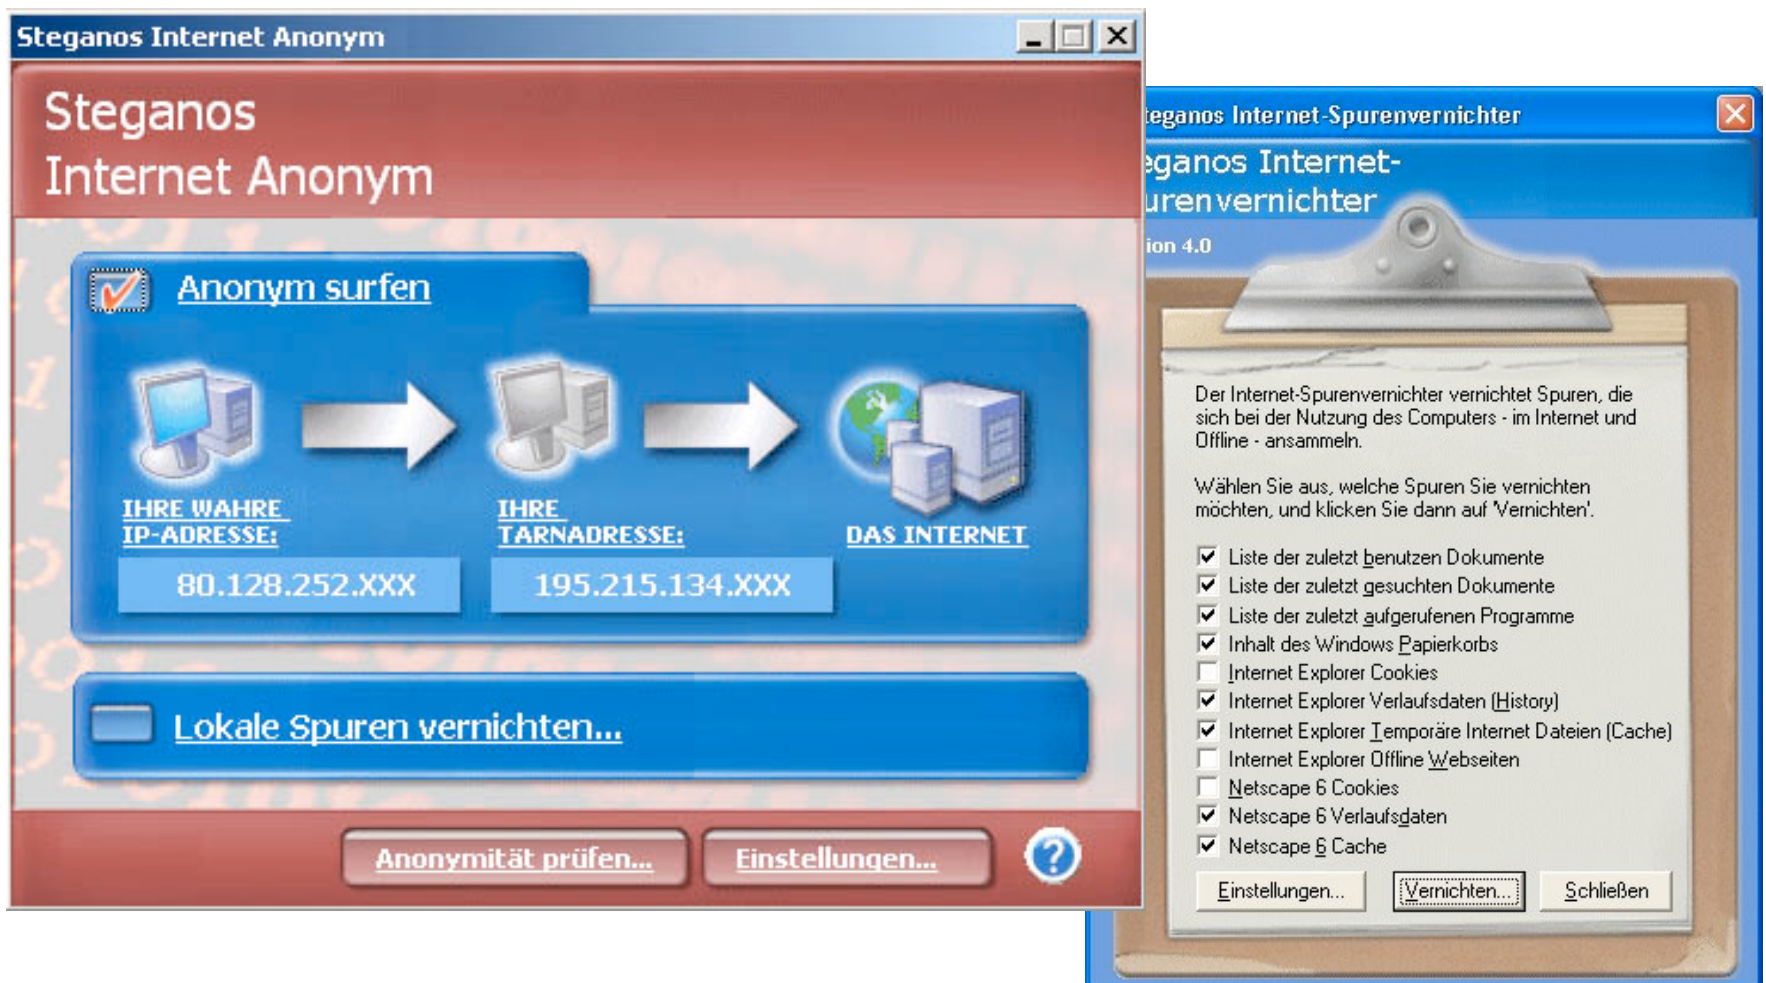 Steganos Internet Anonym
Steganos
Internet Anonym
Anonym surfen
IHRE WAHRE
IP-ADRESSE:
80.128.252.XXX
IHRE
TARNADRESSE:
195.215.134.XXX
DAS INTERNET
Lokale Spuren vernichten...
Anonymität prüfen...
Einstellungen...
?
teganos Internet-Spurenvernichter
eganos Internet-
urenvernichter
ion 4.0
Der Internet-Spurenvernichter vernichtet Spuren, die
sich bei der Nutzung des Computers - im Internet und
Offline - ansammeln.
Wählen Sie aus, welche Spuren Sie vernichten
möchten, und klicken Sie dann auf 'Vernichten'.
Liste der zuletzt benutzen Dokumente
Liste der zuletzt gesuchten Dokumente
Liste der zuletzt aufgerufenen Programme
Inhalt des Windows Papierkorbs
Internet Explorer Cookies
Internet Explorer Verlaufsdaten (History)
Internet Explorer Temporäre Internet Dateien (Cache)
Internet Explorer Offline Webseiten
Netscape 6 Cookies
Netscape 6 Verlaufsdaten
Netscape 6 Cache
Einstellungen...
Vernichten...
Schließen